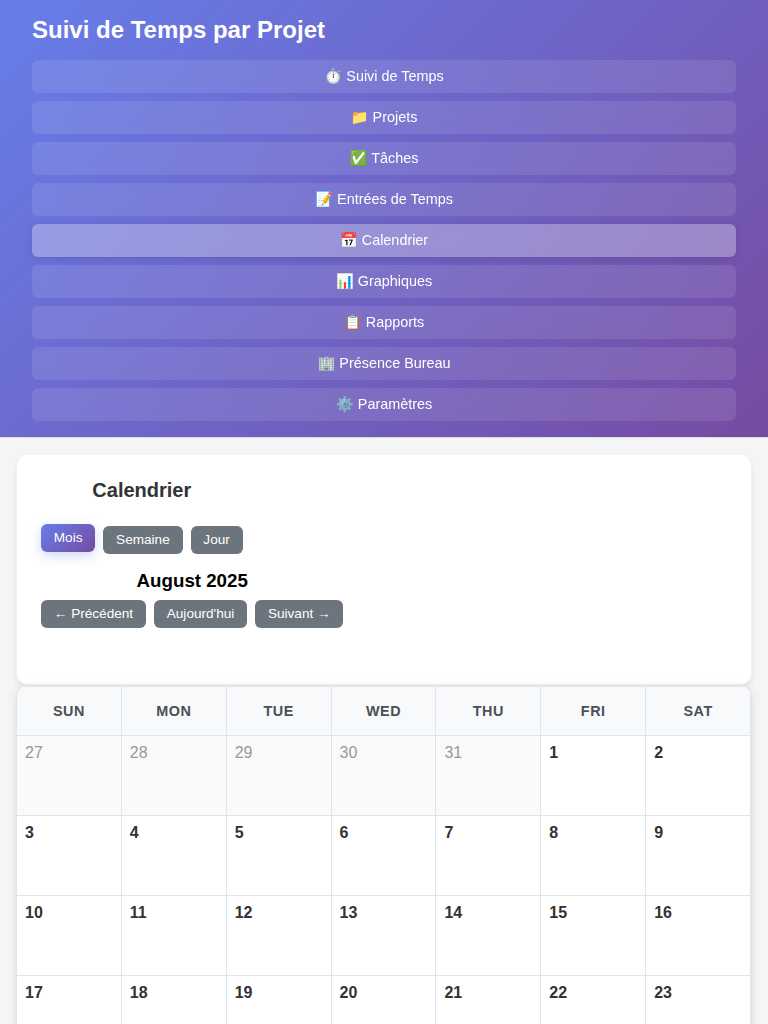 Suivi de Temps par Projet
⏱️ Suivi de Temps
📁 Projets
✅ Tâches
📝 Entrées de Temps
📅 Calendrier
📊 Graphiques
📋 Rapports
🏢 Présence Bureau
⚙️ Paramètres
Calendrier
Mois Semaine Jour
August 2025
← Précédent Aujourd'hui Suivant →
SUN MON TUE WED THU FRI SAT
27 28 29 30 31 1 2
3 4 5 6 7 8 9
10 11 12 13 14 15 16
17 18 19 20 21 22 23